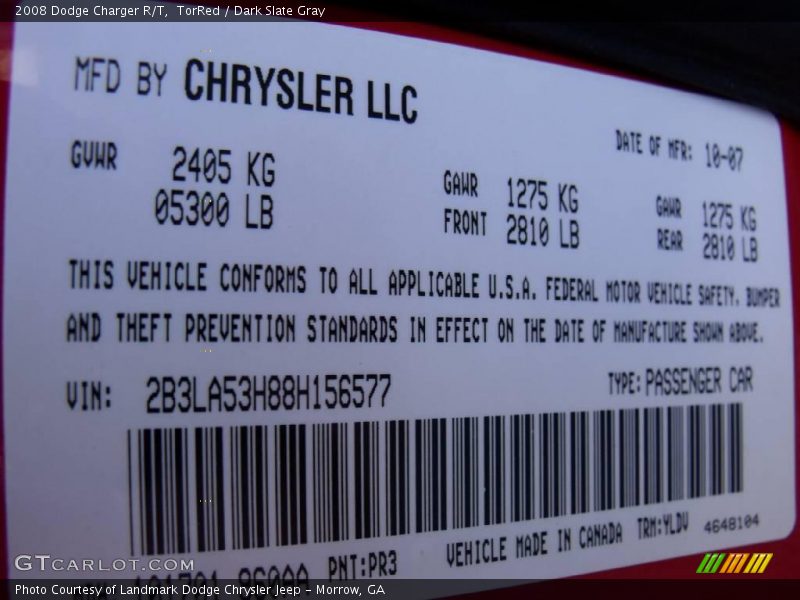 2008 Dodge Charger R/T, TorRed / Dark Slate Gray
MFD BY CHRYSLER LLC
DATE OF MFR: 10-07
GVWR 2405 KG
05300 LB
GAWR 1275 KG
FRONT 2810 LB
GAWR 1275 KG
REAR 2810 LB
THIS VEHICLE CONFORMS TO ALL APPLICABLE U.S.A. FEDERAL MOTOR VEHICLE SAFETY. BUMPER
AND THEFT PREVENTION STANDARDS IN EFFECT ON THE DATE OF MANUFACTURE SHOWN ABOVE.
VIN: 2B3LA53H88H156577
TYPE: PASSENGER CAR
VEHICLE MADE IN CANADA TRM:YLDV 4648104
PNT:PR3
GTCARLOT.COM
Photo Courtesy of Landmark Dodge Chrysler Jeep - Morrow, GA